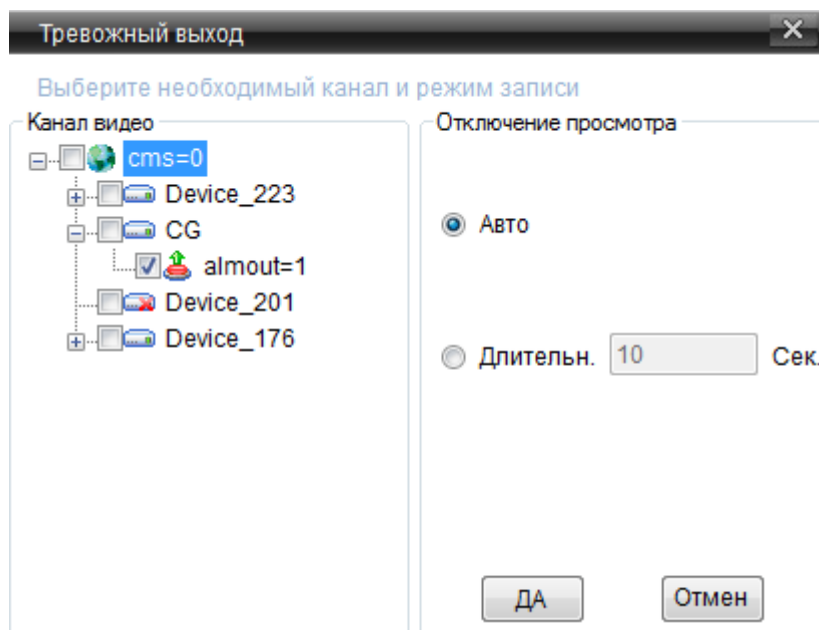 Тревожный выход
Выберите необходимый канал и режим записи
Канал видео
cms=0
Device_223
CG
almout=1
Device_201
Device_176
Отключение просмотра
Авто
Длительн. 10 Сек.
ДА
Отмен